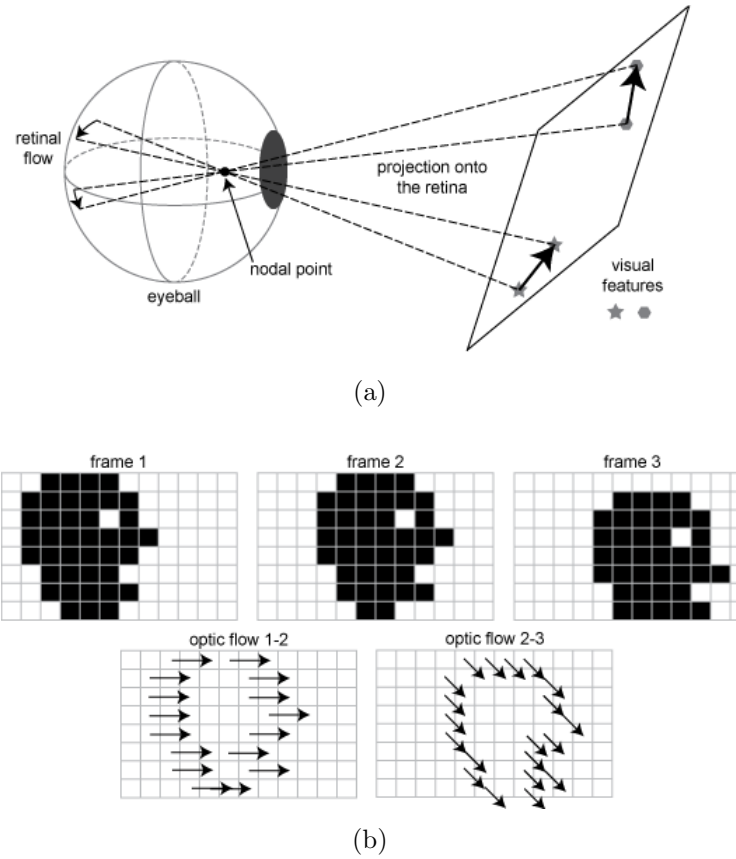 retinal
flow
projection onto
the retina
nodal point
eyeball
visual
features
(a)
frame 1
frame 2
frame 3
optic flow 1-2
optic flow 2-3
(b)